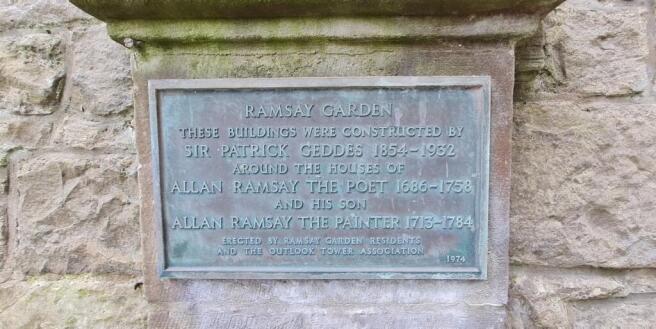 RAMSAY GARDEN
THESE BUILDINGS WERE CONSTRUCTED BY
SIR PATRICK GEDDES 1854-1932
AROUND THE HOUSES OF
ALLAN RAMSAY THE POET 1686-1758
AND HIS SON
ALLAN RAMSAY THE PAINTER 1713-1784
ERECTED BY RAMSAY GARDEN RESIDENTS
AND THE OUTLOOK TOWER ASSOCIATION
1974